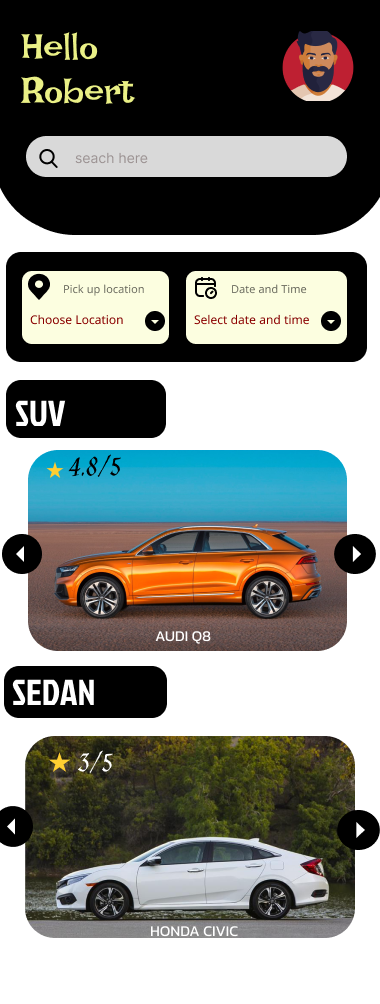 Hello
Robert
seach here
Pick up location
Choose Location
Date and Time
Select date and time
SUV
4.8/5
AUDI Q8
SEDAN
3/5
HONDA CIVIC